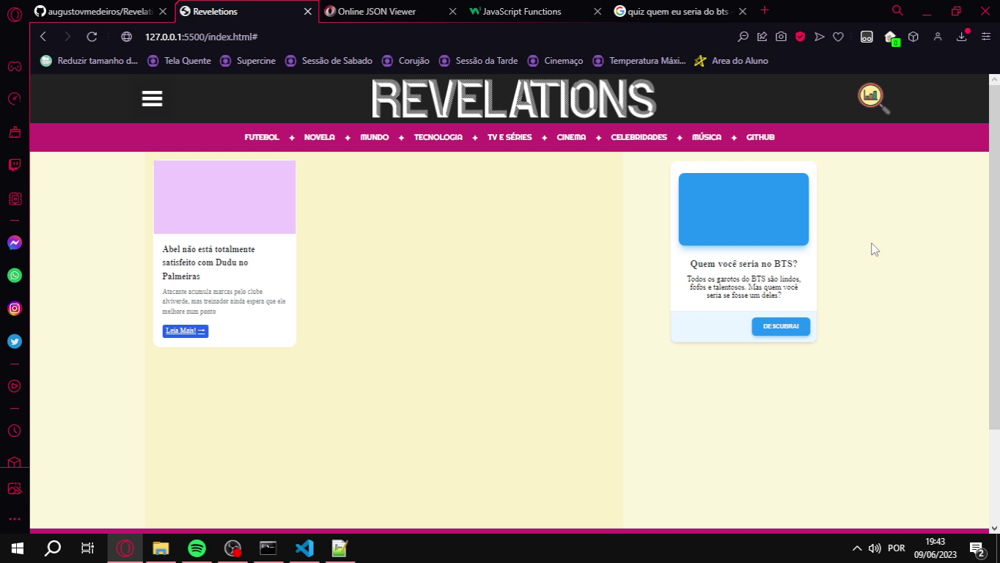 augustovmedeiros/Revelati
Reveletions
Online JSON Viewer
JavaScript Functions
quiz quem eu seria do bts -
127.0.0.1:5500/index.html#
0
Reduzir tamanho d...
Tela Quente
Supercine
Sessão de Sabado
Corujão
Sessão da Tarde
Cinemaço
Temperatura Máxi...
Area do Aluno
REVELATIONS
FUTEBOL
NOVELA
MUNDO
TECNOLOGIA
TV E SÉRIES
CINEMA
CELEBRIDADES
MÚSICA
GITHUB
Abel não está totalmente
satisfeito com Dudu no
Palmeiras
Atacante acumula marcas pelo clube
alviverde, mas treinador ainda espera que ele
melhore num ponto
Leia Mais! →
Quem você seria no BTS?
Todos os garotos do BTS são lindos,
fofos e talentosos. Mas quem você
seria se fosse um deles?
DESCUBRA!
POR
19:43
09/06/2023
2